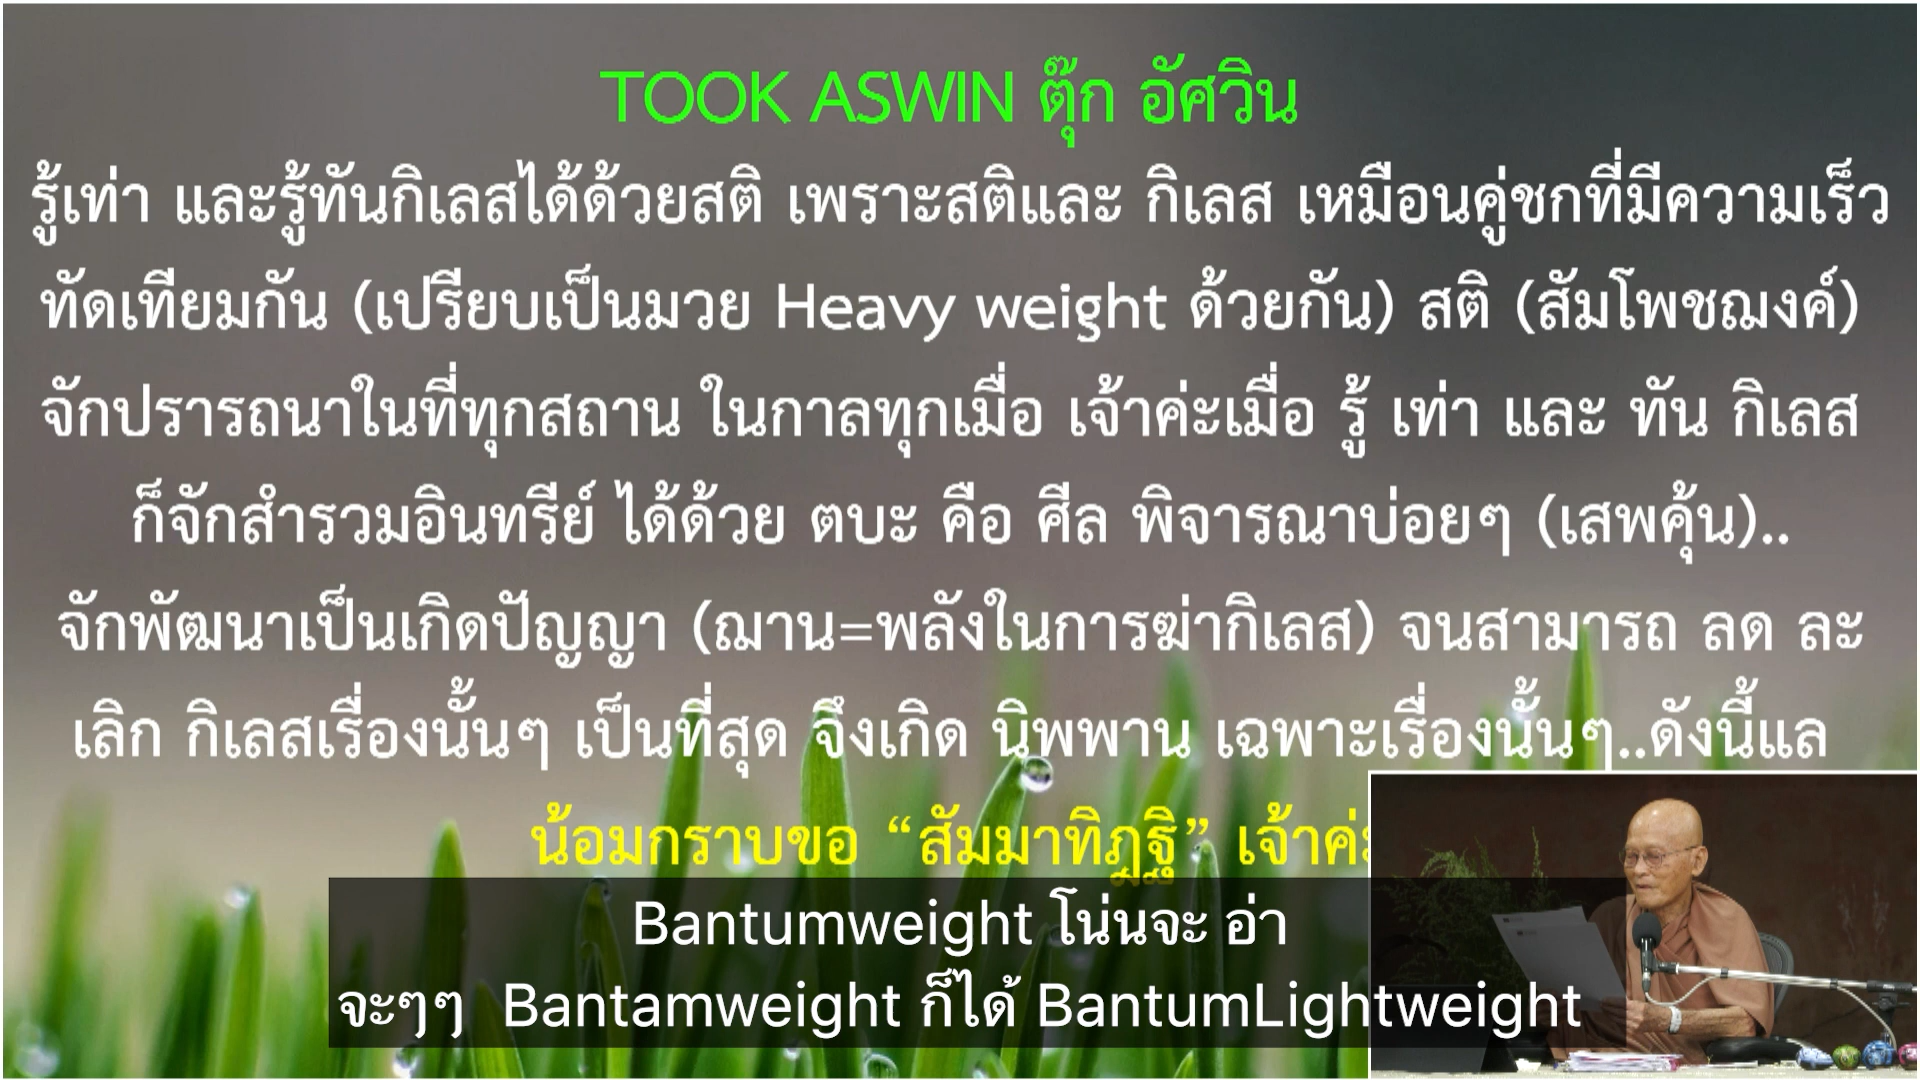 TOOK ASWIN ตุ๊ก อัศวิน
รู้เท่า และรู้ทันกิเลสได้ด้วยสติ เพราะสติและ กิเลส เหมือนคู่ชกที่มีความเร็ว
ทัดเทียมกัน (เปรียบเป็นมวย Heavy weight ด้วยกัน) สติ (สัมโพชฌงค์)
จักปรารถนาในที่ทุกสถาน ในกาลทุกเมื่อ เจ้าค่ะเมื่อ รู้ เท่า และ ทัน กิเลส
ก็จักสำรวมอินทรีย์ ได้ด้วย ตบะ คือ ศีล พิจารณาบ่อยๆ (เสพคุ้น)..
จักพัฒนาเป็นเกิดปัญญา (ฌาน=พลังในการฆ่ากิเลส) จนสามารถ ลด ละ
เลิก กิเลสเรื่องนั้นๆ เป็นที่สุด จึงเกิด นิพพาน เฉพาะเรื่องนั้นๆ..ดังนี้แล
น้อมกราบขอ “สัมมาทิฏฐิ” เจ้าค่ะ
Bantumweight โน่นจะ อ่า
จะๆๆ Bantamweight ก็ได้ BantumLightweight